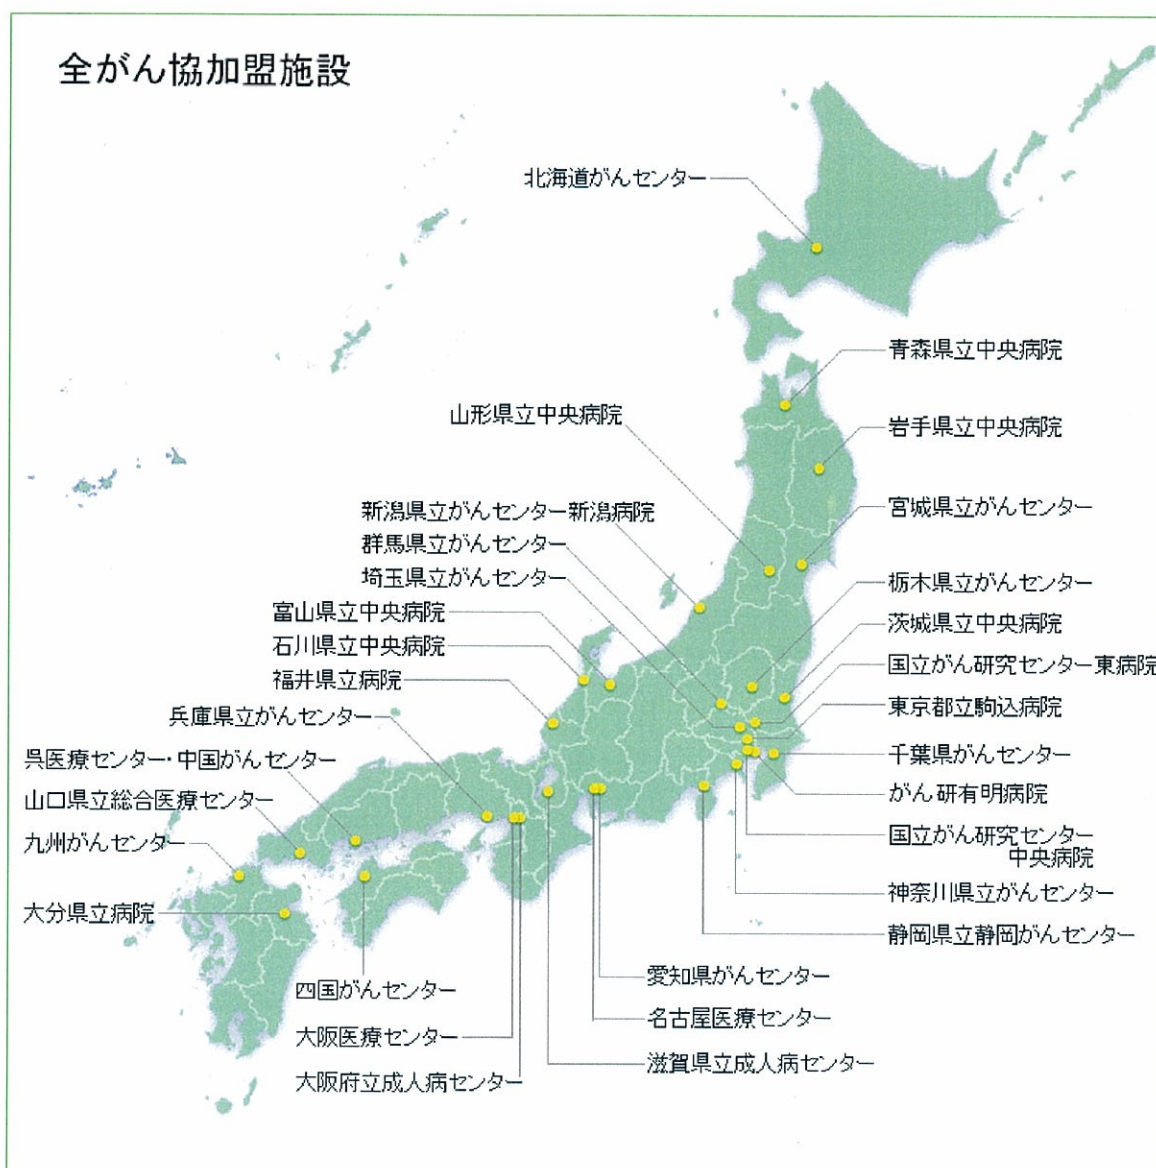 全がん協加盟施設
北海道がんセンター
青森県立中央病院
山形県立中央病院
岩手県立中央病院
宮城県立がんセンター
新潟県立がんセンター新潟病院
群馬県立がんセンター
埼玉県立がんセンター
栃木県立がんセンター
富山県立中央病院
茨城県立中央病院
石川県立中央病院
国立がん研究センター東病院
福井県立病院
東京都立駒込病院
兵庫県立がんセンター
千葉県がんセンター
呉医療センター・中国がんセンター
がん研有明病院
山口県立総合医療センター
国立がん研究センター
中央病院
九州がんセンター
神奈川県立がんセンター
大分県立病院
静岡県立静岡がんセンター
愛知県がんセンター
四国がんセンター
名古屋医療センター
大阪医療センター
滋賀県立成人病センター
大阪府立成人病センター